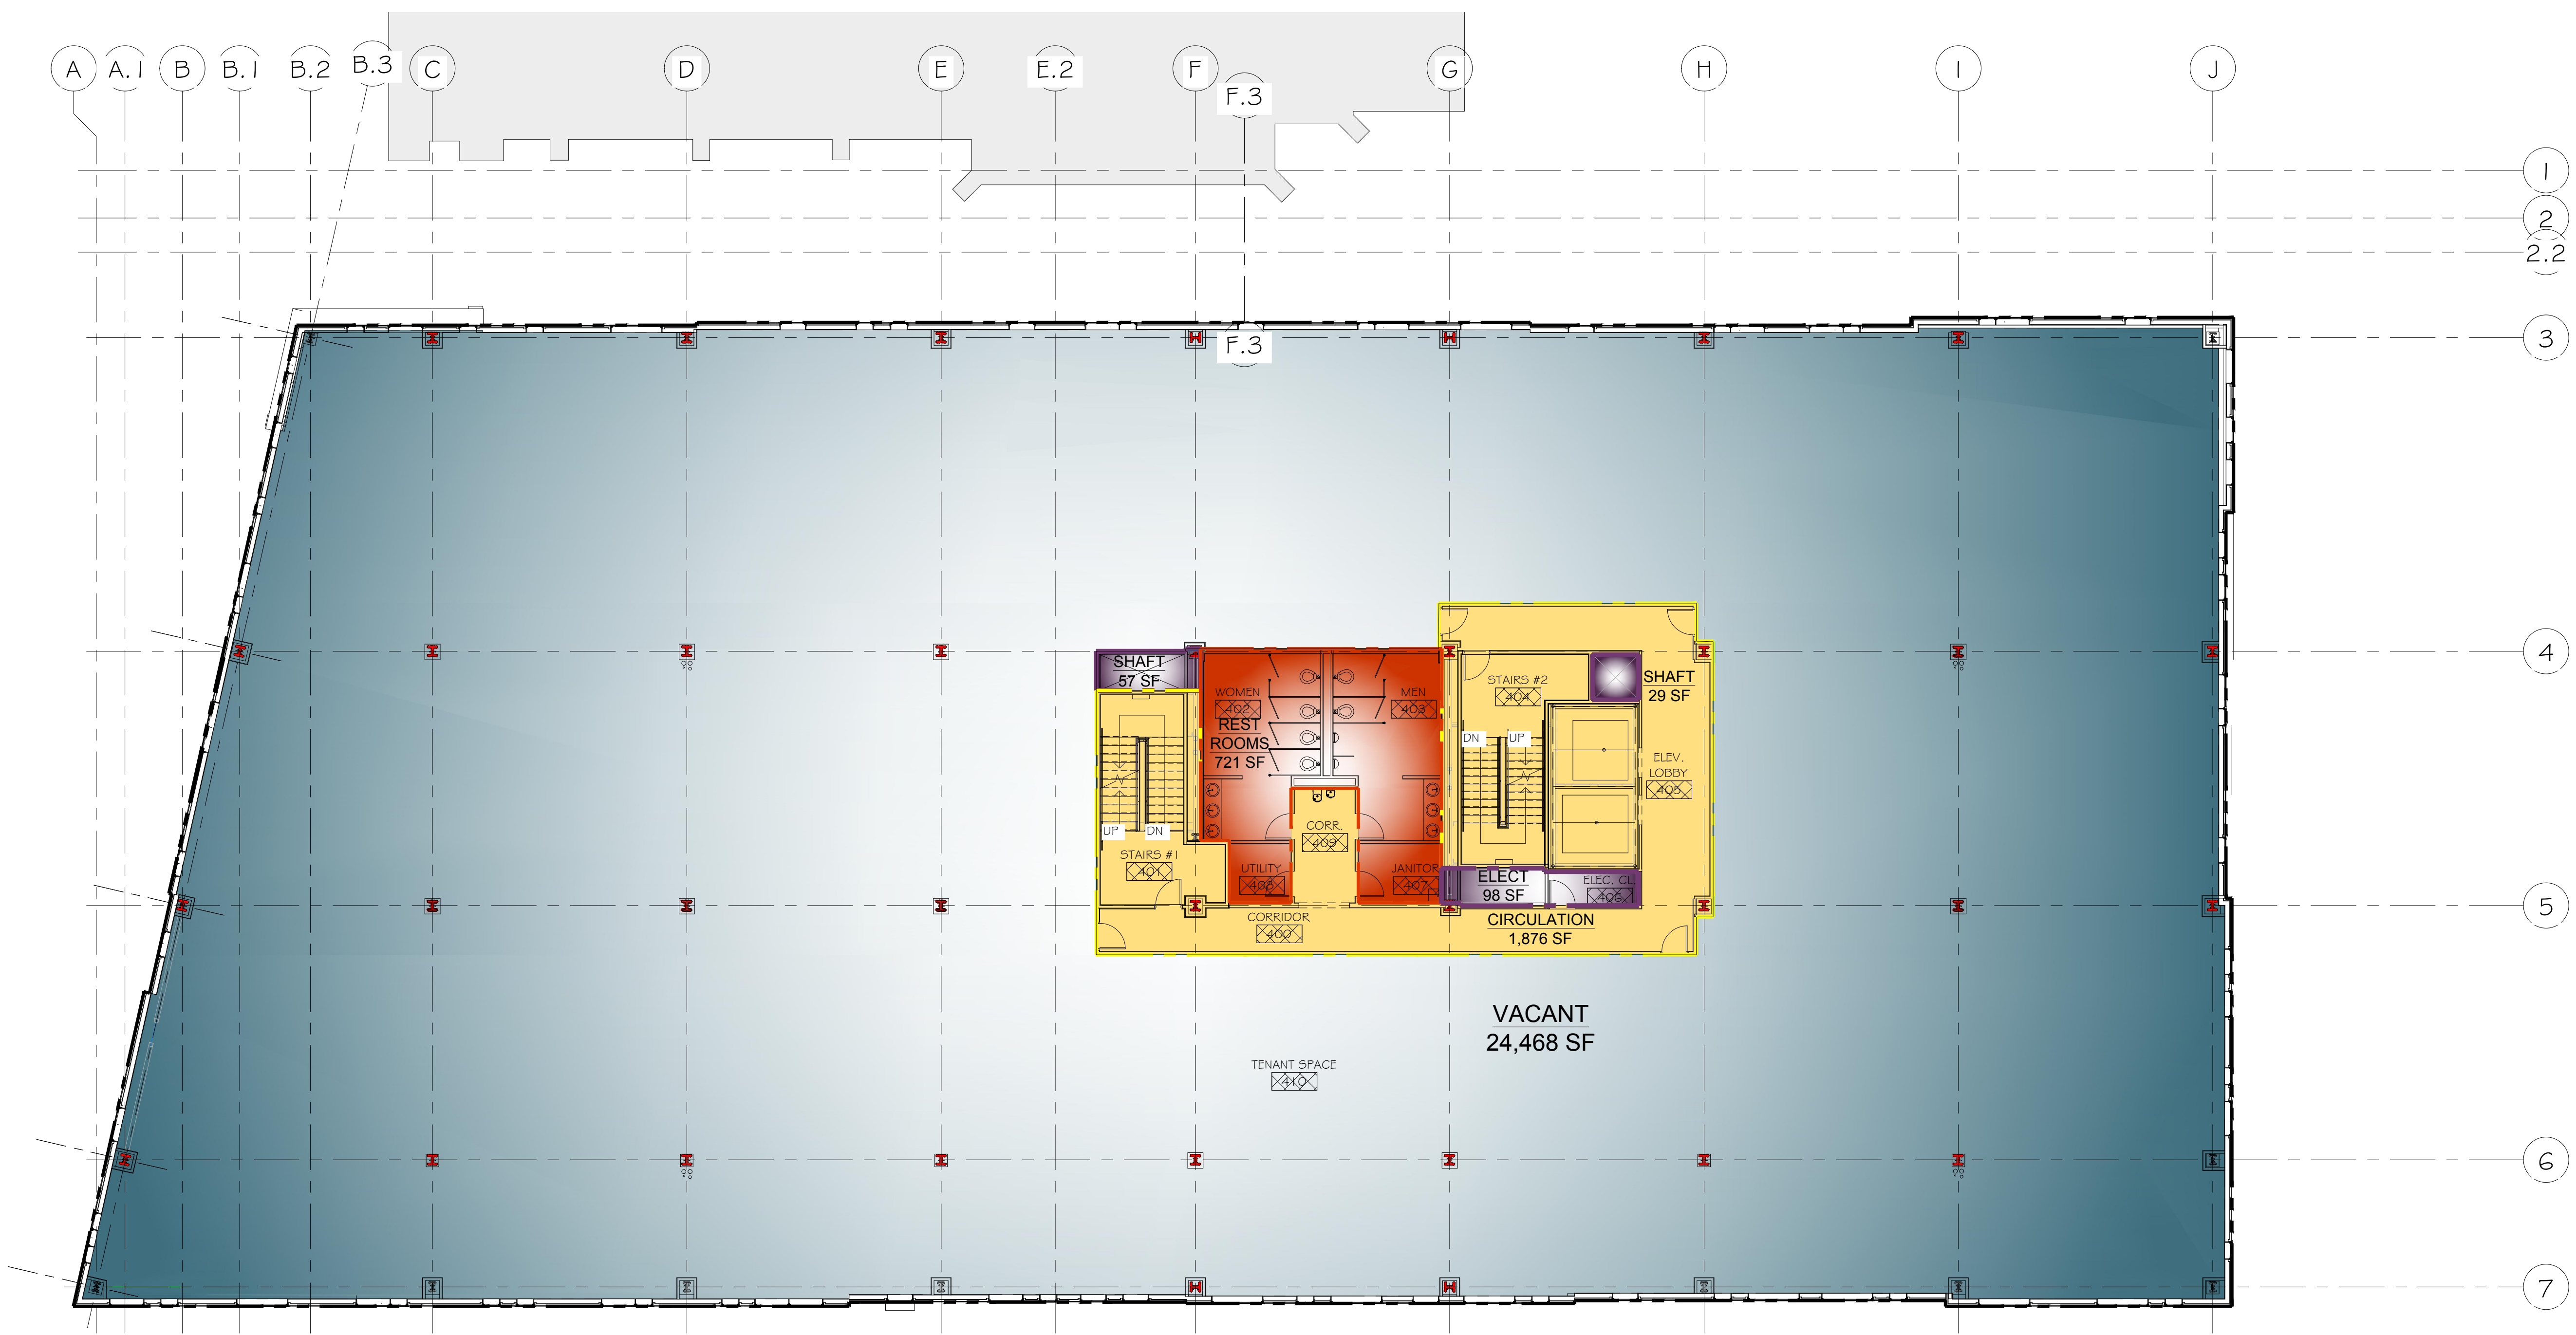 A
A.1
B
B.1
B.2
B.3
C
D
E
E.2
F
F.3
G
H
I
J
1
2
2.2
3
F.3
4
5
6
7
SHAFT
57 SF
WOMEN
402
REST
ROOMS
721 SF
MEN
403
STAIRS #2
404
SHAFT
29 SF
DN
UP
ELEV.
LOBBY
405
UP
DN
STAIRS #1
401
CORR.
409
UTILITY
408
JANITOR
407
ELECT
98 SF
ELEC. CL.
406
CORRIDOR
400
CIRCULATION
1,876 SF
VACANT
24,468 SF
TENANT SPACE
410